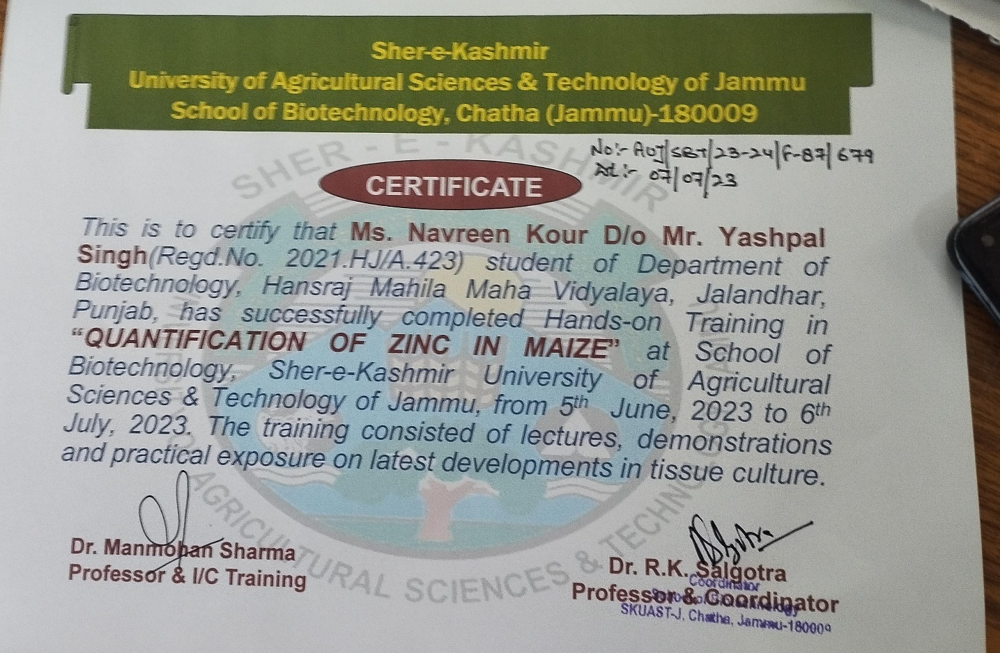 Sher-e-Kashmir
University of Agricultural Sciences & Technology of Jammu
School of Biotechnology, Chatha (Jammu)-180009
No:- AUJ/SBT/23-24/F-87/679
Dt:- 07/07/23
CERTIFICATE
This is to certify that Ms. Navreen Kour D/o Mr. Yashpal
Singh(Regd.No. 2021.HJ/A.423) student of Department of
Biotechnology, Hansraj Mahila Maha Vidyalaya, Jalandhar,
Punjab, has successfully completed Hands-on Training in
“QUANTIFICATION OF ZINC IN MAIZE” at School of
Biotechnology, Sher-e-Kashmir University of Agricultural
Sciences & Technology of Jammu, from 5th June, 2023 to 6th
July, 2023. The training consisted of lectures, demonstrations
and practical exposure on latest developments in tissue culture.
Dr. Manmohan Sharma
Professor & I/C Training
Dr. R.K. Salgotra
Professor & Coordinator
Coordinator
SKUAST-J, Chatha, Jammu-180009
SHER - E - KASHMIR
AGRICULTURAL SCIENCES & TECHNOLOGY